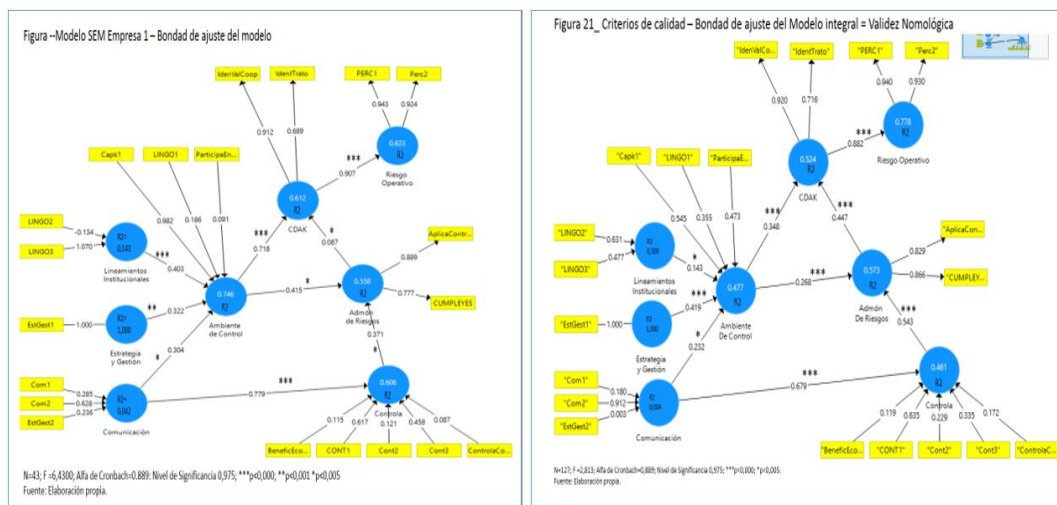 Figura --Modelo SEM Empresa 1 – Bondad de ajuste del modelo
IdenValCoop
IdentTrato
PERC1
Perc2
0.912
0.689
0.943
0.924
0.823
R2
Riesgo
Operativo
***
0.907
Capk1
LINGO1
ParticipaEn...
0.612
R2
CDAK
0.982
0.186
0.091
***
0.718
*
0.087
LINGO2
LINGO3
-0.134
1.070
R2=
0,143
Lineamientos
Institucionales
***
0.403
AplicaContr...
0.889
0.558
R2
Admón
de Riesgos
0.777
CUMPLEYES
0.746
R2
Ambiente
de Control
*
0.415
**
0.322
EstGest1
1.000
R2=
1,000
Estrategia
y Gestión
0.304
*
0.371
*
Com1
Com2
EstGest2
0.285
0.628
0.236
R2=
0,042
Comunicación
***
0.779
0.606
R2
Controla
0.115
0.617
0.121
0.458
0.087
BeneficEco...
CONT1
Cont2
Cont3
ControlaC...
N=43; F =6,4300; Alfa de Cronbach=0.889: Nivel de Significancia 0,975; ***p<0,000; **p<0,001 *p<0,005
Fuente: Elaboración propia.
Figura 21_ Criterios de calidad – Bondad de ajuste del Modelo integral = Validez Nomológica
"IdenValCo...
"IdentTrato"
"PERC1"
"Perc2"
0.920
0.716
0.940
0.930
0.778
R2
Riesgo Operativo
***
0.882
"Capk1"
"LINGO1"
"ParticipaE...
0.524
R2
CDAK
0.545
0.355
0.473
***
0.348
***
0.447
"LINGO2"
"LINGO3"
0.631
0.477
Lineamientos
Institucionales
*
0.143
"AplicaCon...
0.829
0.573
R2
Admón
De Riesgos
0.866
"CUMPLEY...
0.477
R2
Ambiente
De Control
***
0.268
***
0.419
"EstGest1"
1.000
R2
1,000
Estrategia
y Gestión
*
0.232
***
0.543
"Com1"
"Com2"
"EstGest2"
0.180
0.912
0.003
Comunicación
***
0.679
0.461
R2
Controla
0.119
0.635
0.229
0.335
0.172
"BeneficEco...
"CONT1"
"Cont2"
"Cont3"
"ControlaC...
N=127; F =2,813; Alfa de Cronbach=0,889; Nivel de Significancia 0,975; ***p<0,000; *p<0,005.
Fuente: Elaboración propia.